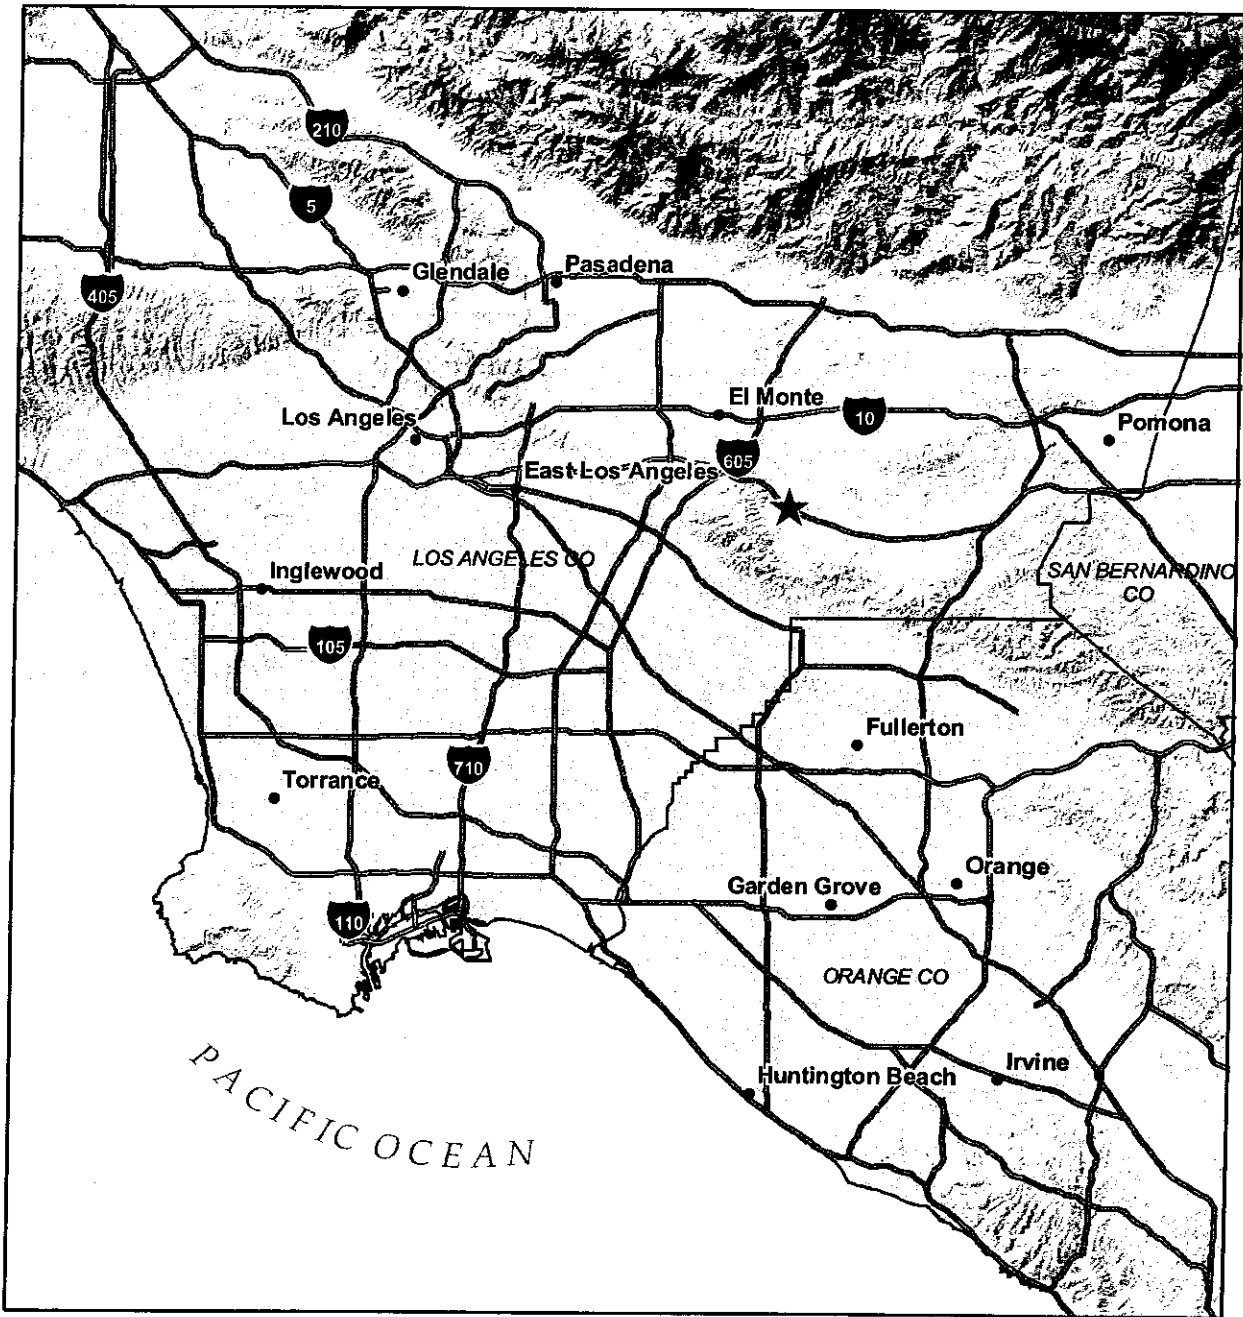 210
5
405
Glendale
Pasadena
Los Angeles
El Monte
10
Pomona
605
East Los Angeles
LOS ANGELES CO
Inglewood
SAN BERNARDINO
CO
105
Fullerton
Torrance
710
Orange
Garden Grove
110
ORANGE CO
Huntington Beach
Irvine
PACIFIC OCEAN